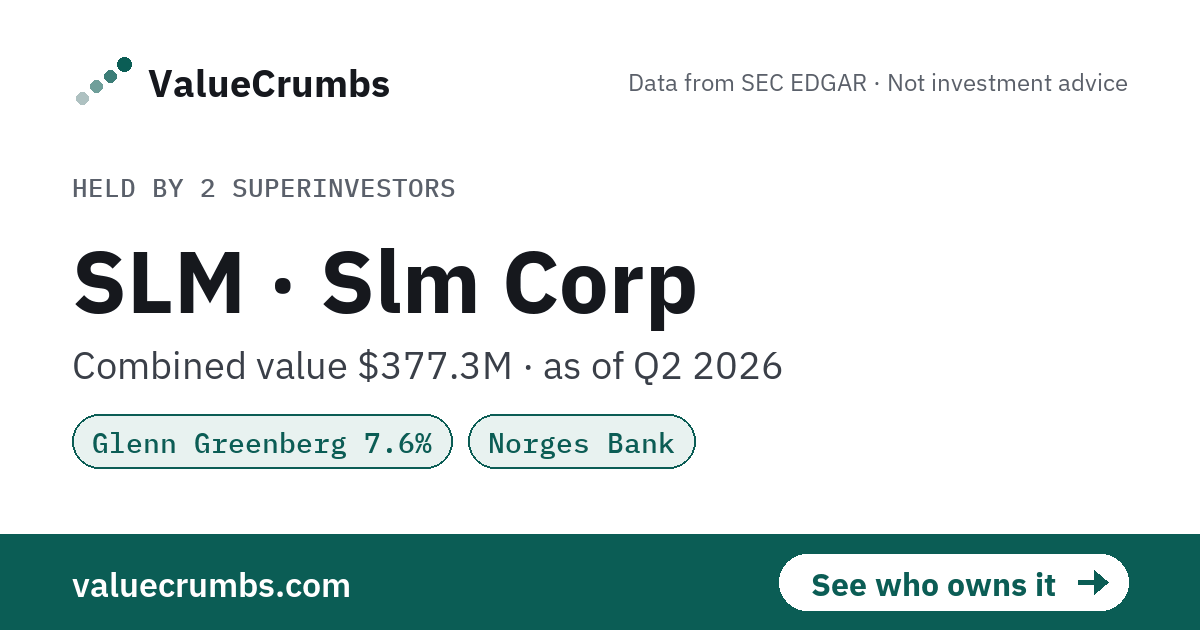 ValueCrumbs
Data from SEC EDGAR · Not investment advice
HELD BY 2 SUPERINVESTORS
SLM · Slm Corp
Combined value $377.3M · as of Q2 2026
Glenn Greenberg 7.6%
Norges Bank
valuecrumbs.com
See who owns it →